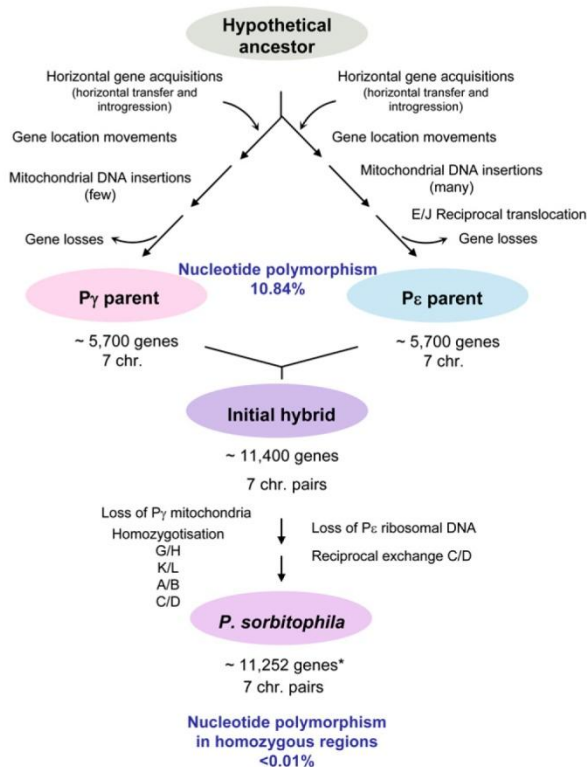 Hypothetical
ancestor
Horizontal gene acquisitions
(horizontal transfer and
introgression)
Horizontal gene acquisitions
(horizontal transfer and
introgression)
Gene location movements
Gene location movements
Mitochondrial DNA insertions
(few)
Mitochondrial DNA insertions
(many)
E/J Reciprocal translocation
Gene losses
Gene losses
Nucleotide polymorphism
10.84%
Pγ parent
Pε parent
~ 5,700 genes
7 chr.
~ 5,700 genes
7 chr.
Initial hybrid
~ 11,400 genes
7 chr. pairs
Loss of Pγ mitochondria
Homozygotisation
G/H
K/L
A/B
C/D
Loss of Pε ribosomal DNA
Reciprocal exchange C/D
P. sorbitophila
~ 11,252 genes*
7 chr. pairs
Nucleotide polymorphism
in homozygous regions
<0.01%